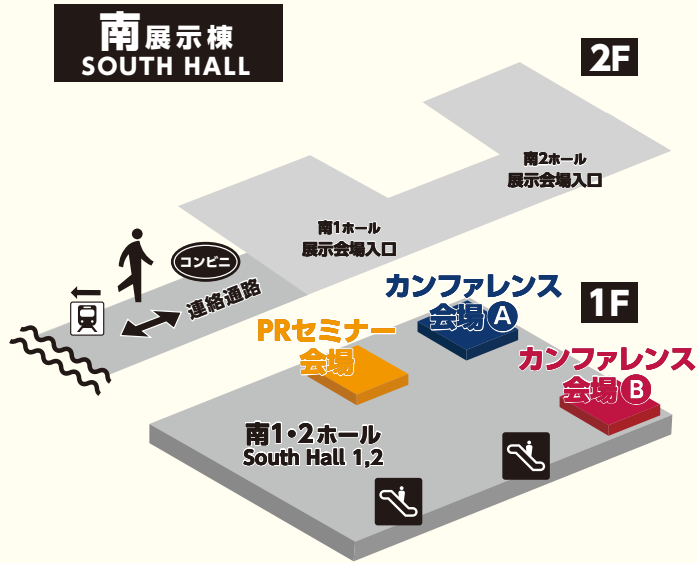 南展示棟
SOUTH HALL
2F
南2ホール
展示会場入口
南1ホール
展示会場入口
コンビニ
連絡通路
1F
カンファレンス
会場A
PRセミナー
会場
カンファレンス
会場B
南1・2ホール
South Hall 1,2